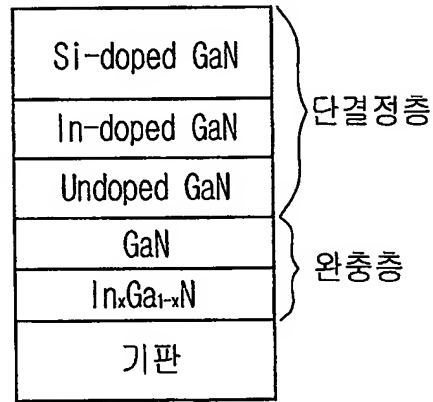 Si-doped GaN
In-doped GaN
Undoped GaN
단결정층
GaN
InxGa1-xN
완충층
기판